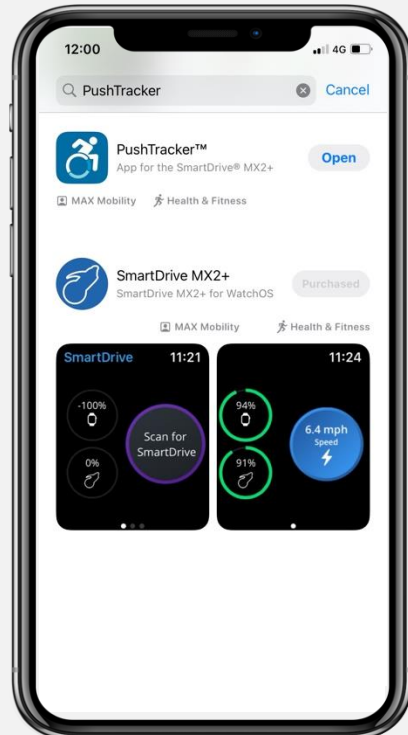 12:00
4G
PushTracker
Cancel
PushTracker™
App for the SmartDrive® MX2+
Open
MAX Mobility
Health & Fitness
SmartDrive MX2+
SmartDrive MX2+ for WatchOS
Purchased
MAX Mobility
Health & Fitness
SmartDrive 11:21
-100%
Scan for
SmartDrive
0%
11:24
94%
6.4 mph
Speed
91%